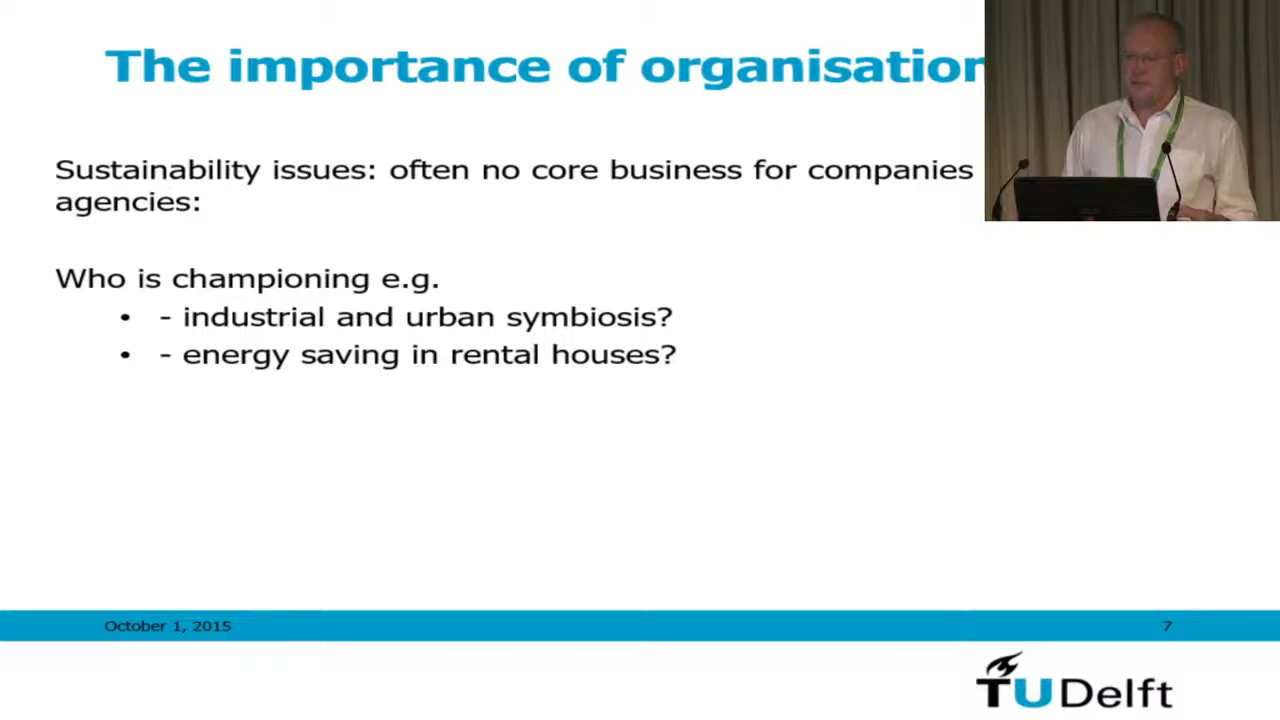 The importance of organisation
Sustainability issues: often no core business for companies
agencies:
Who is championing e.g.
• - industrial and urban symbiosis?
• - energy saving in rental houses?
October 1, 2015
7
TU Delft